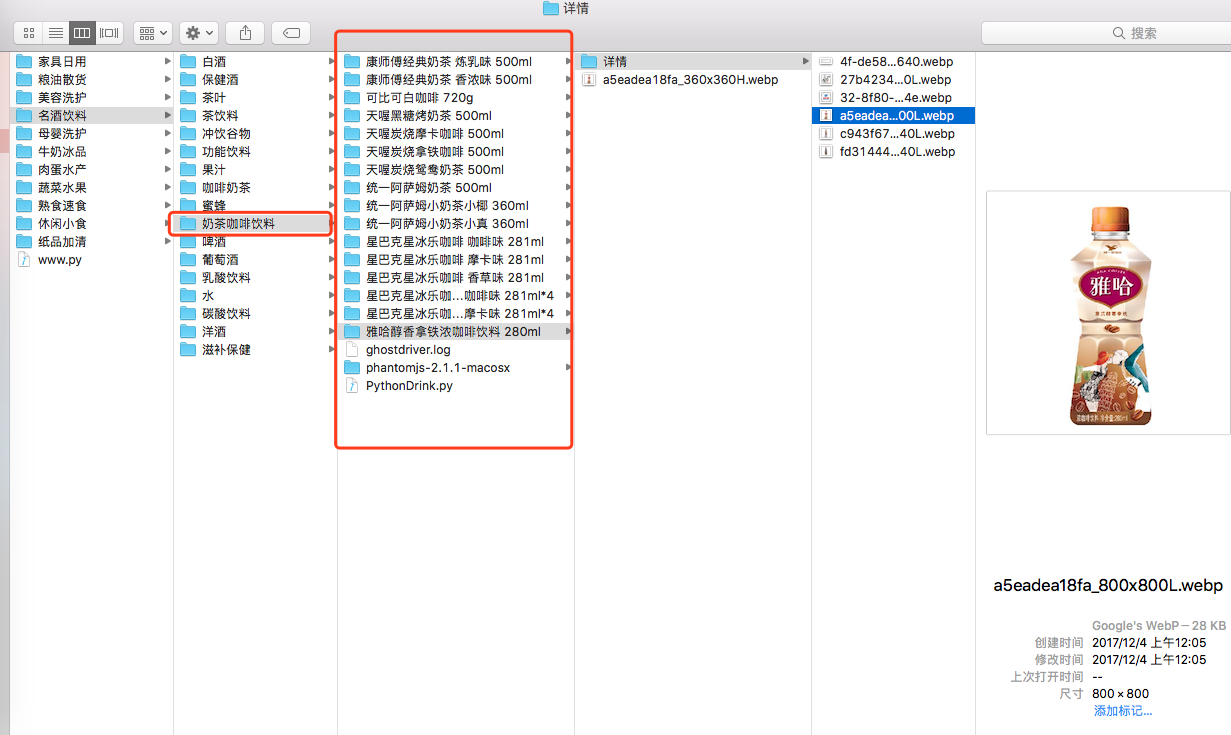 详情
搜索
家具日用
粮油散货
美容洗护
名酒饮料
母婴洗护
牛奶冰品
肉蛋水产
蔬菜水果
熟食速食
休闲小食
纸品加清
www.py
白酒
保健酒
茶叶
茶饮料
冲饮谷物
功能饮料
果汁
咖啡奶茶
蜜蜂
奶茶咖啡饮料
啤酒
葡萄酒
乳酸饮料
水
碳酸饮料
洋酒
滋补保健
康师傅经典奶茶 炼乳味 500ml
康师傅经典奶茶 香浓味 500ml
可比可白咖啡 720g
天喔黑糖烤奶茶 500ml
天喔炭烧摩卡咖啡 500ml
天喔炭烧拿铁咖啡 500ml
天喔炭烧鸳鸯奶茶 500ml
统一阿萨姆奶茶 500ml
统一阿萨姆小奶茶小椰 360ml
统一阿萨姆小奶茶小真 360ml
星巴克星冰乐咖啡 咖啡味 281ml
星巴克星冰乐咖啡 摩卡味 281ml
星巴克星冰乐咖啡 香草味 281ml
星巴克星冰乐咖...咖啡味 281ml*4
星巴克星冰乐咖...摩卡味 281ml*4
雅哈醇香拿铁浓咖啡饮料 280ml
ghostdriver.log
phantomjs-2.1.1-macosx
PythonDrink.py
详情
a5eadea18fa_360x360H.webp
4f-de58...640.webp
27b4234...0L.webp
32-8f80-...4e.webp
a5eadea...00L.webp
c943f67...40L.webp
fd31444...40L.webp
雅哈
a5eadea18fa_800x800L.webp
Google's WebP – 28 KB
创建时间 2017/12/4 上午12:05
修改时间 2017/12/4 上午12:05
上次打开时间 --
尺寸 800 × 800
添加标记...